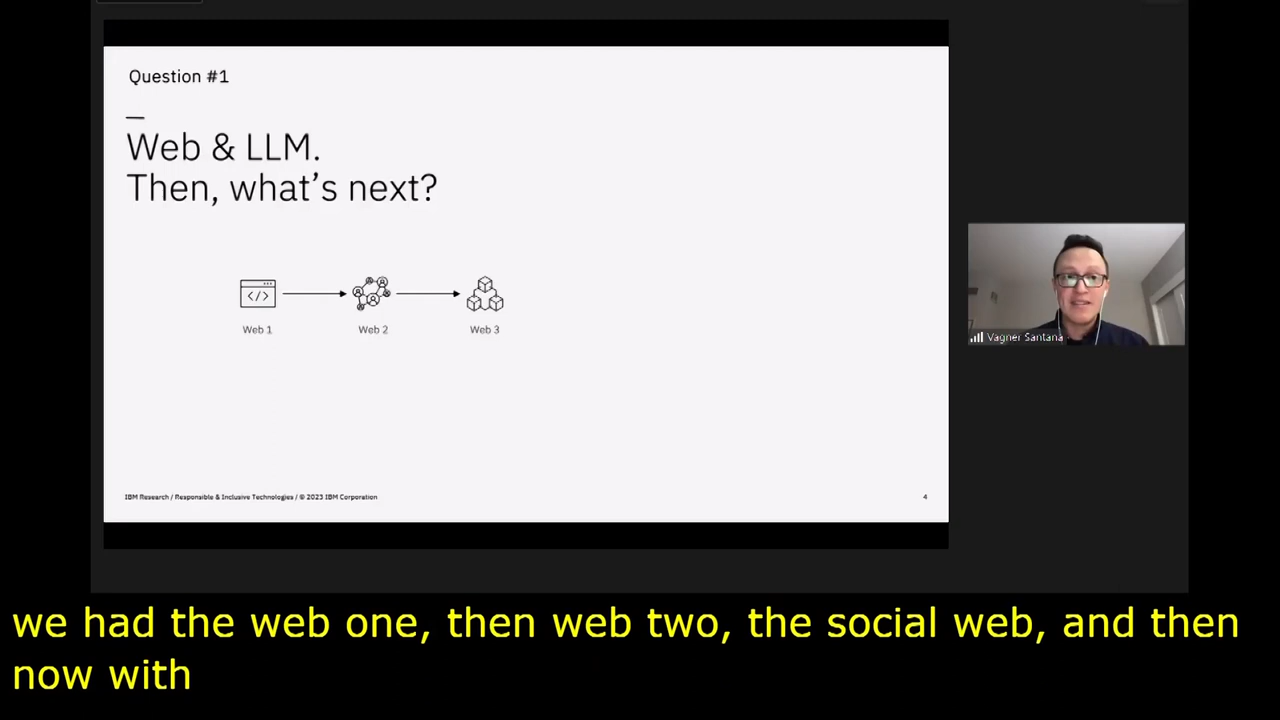 Question #1
Web & LLM.
Then, what's next?
Web 1
Web 2
Web 3
IBM Research / Responsible & Inclusive Technologies / © 2023 IBM Corporation
4
Vagner Santana
we had the web one, then web two, the social web, and then
now with